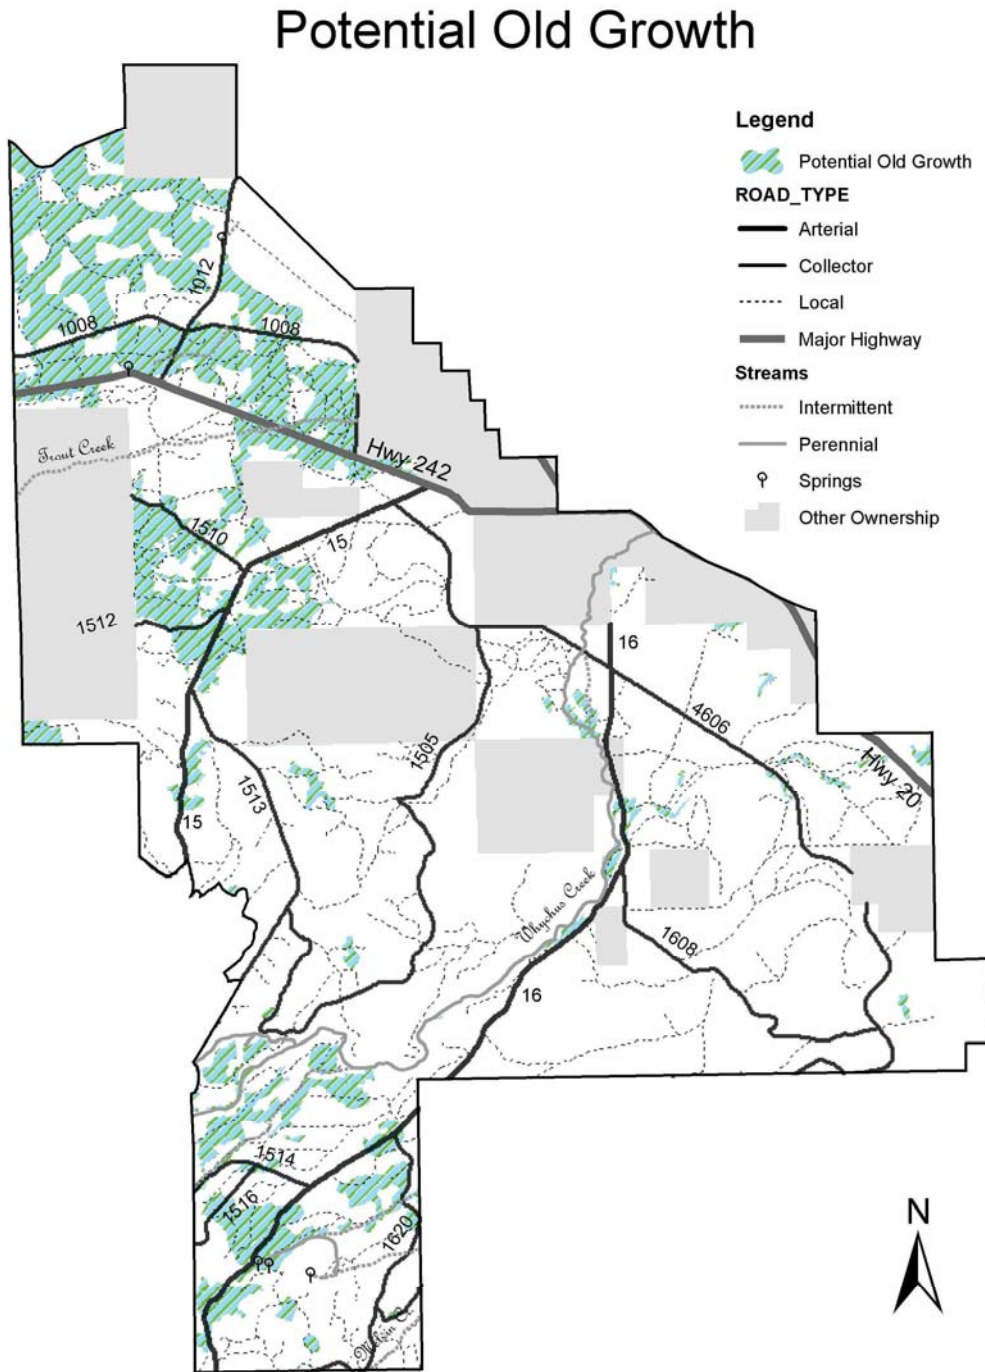 Potential Old Growth
Legend
Potential Old Growth
ROAD_TYPE
Arterial
Collector
Local
Major Highway
Streams
Intermittent
Perennial
Springs
Other Ownership
1012
1008
1008
Trout Creek
Hwy 242
1510
15
1512
16
4606
1505
Hwy 20
1513
15
Whychus Creek
1608
16
1514
1516
1620
N